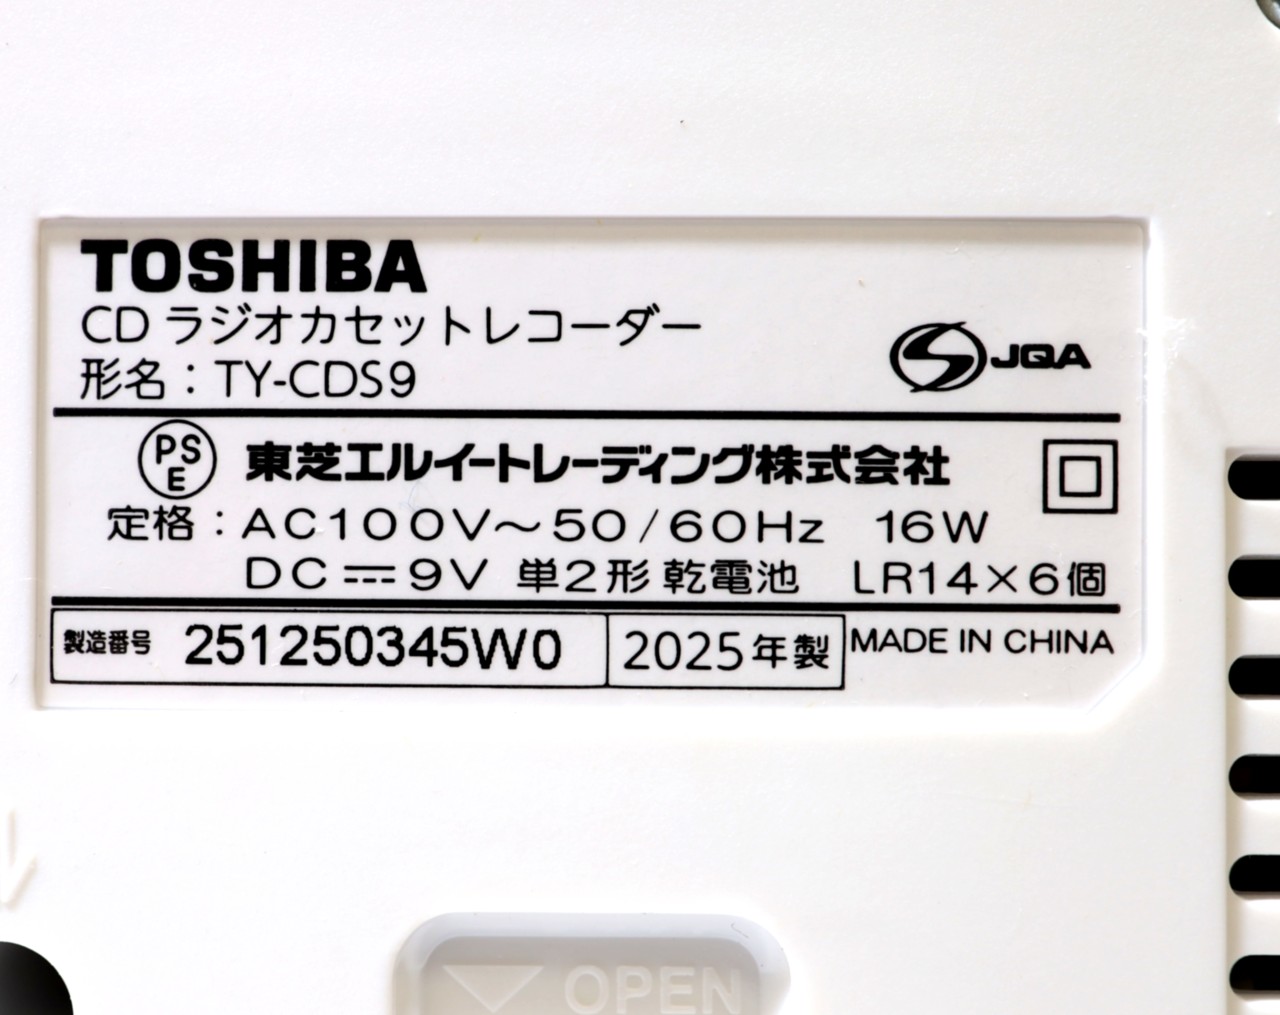 TOSHIBA
CD ラジオカセットレコーダー
形名：TY-CDS9
JQA
PSE
東芝エルイートレーディング株式会社
定格：AC100V～50/60Hz 16W
DC⎓9V 単2形乾電池 LR14×6個
製造番号 251250345W0
2025年製
MADE IN CHINA
OPEN